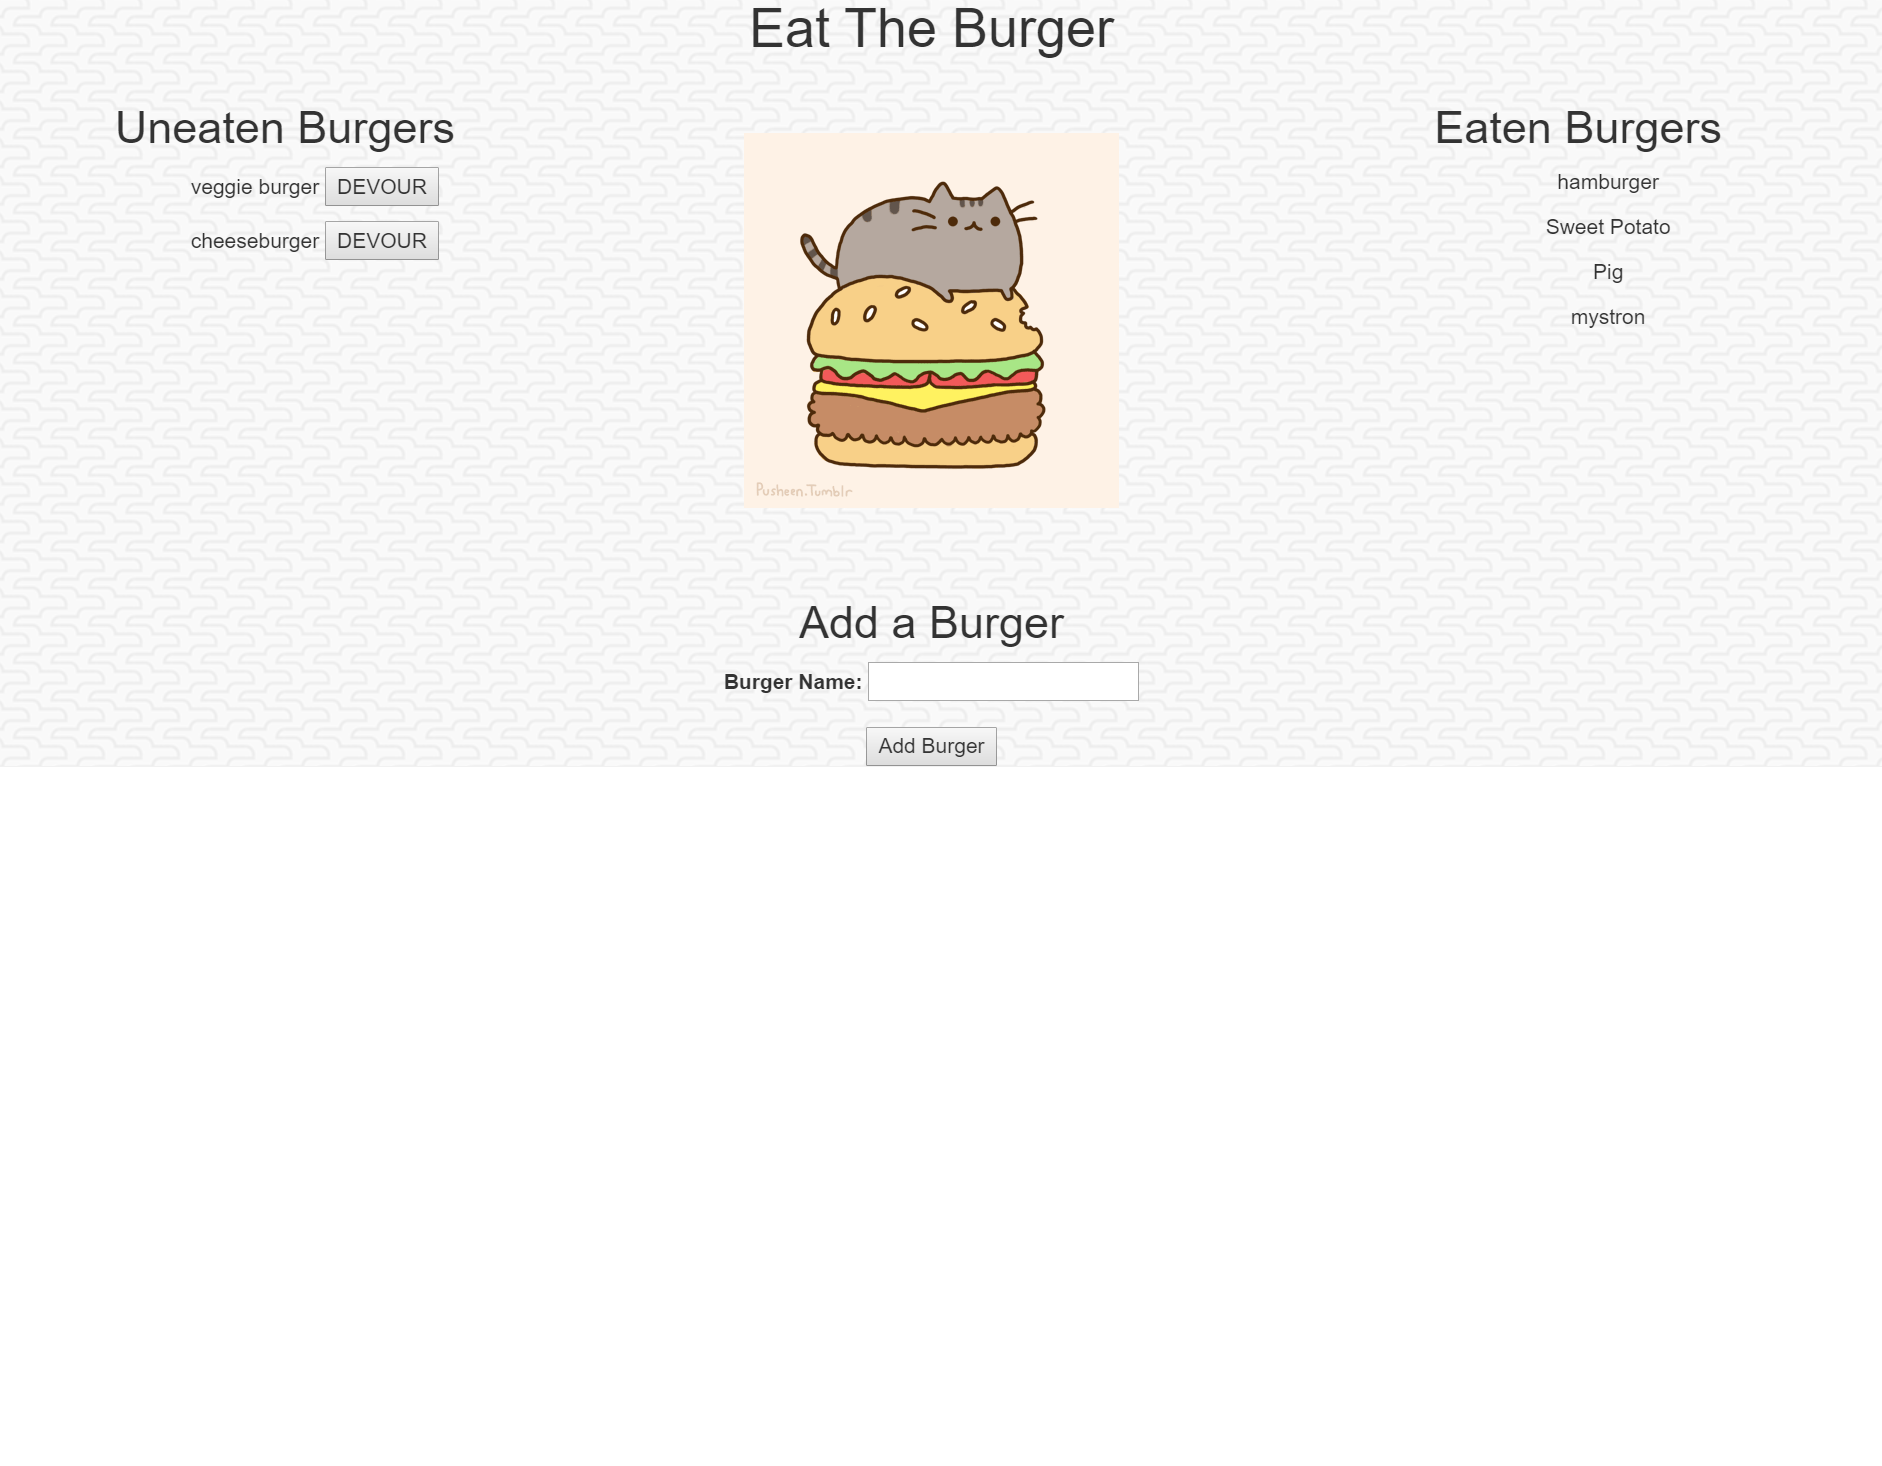 Eat The Burger
Uneaten Burgers
veggie burger DEVOUR
cheeseburger DEVOUR
Pusheen.Tumblr
Eaten Burgers
hamburger
Sweet Potato
Pig
mystron
Add a Burger
Burger Name:
Add Burger